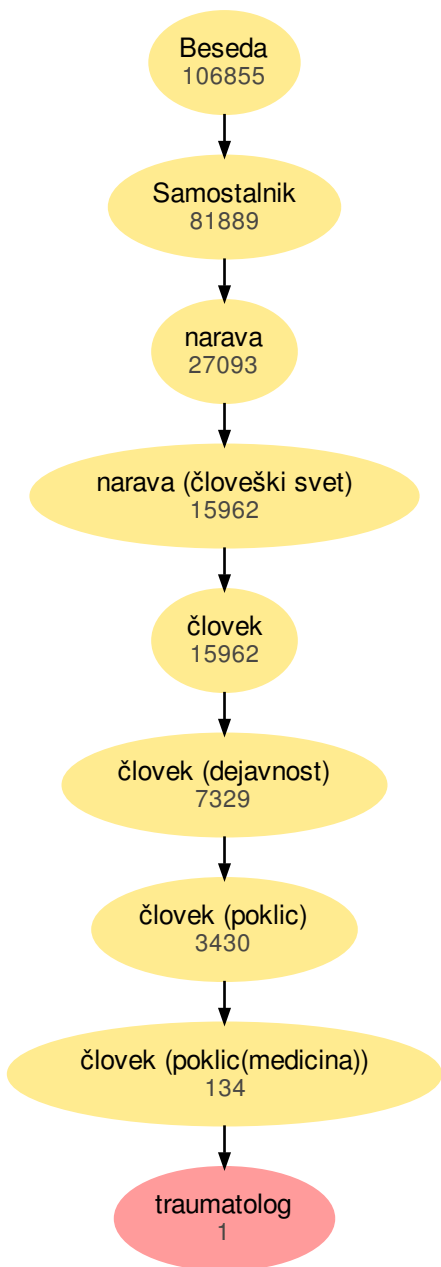 Beseda
106855
Samostalnik
81889
narava
27093
narava (človeški svet)
15962
človek
15962
človek (dejavnost)
7329
človek (poklic)
3430
človek (poklic(medicina))
134
traumatolog
1